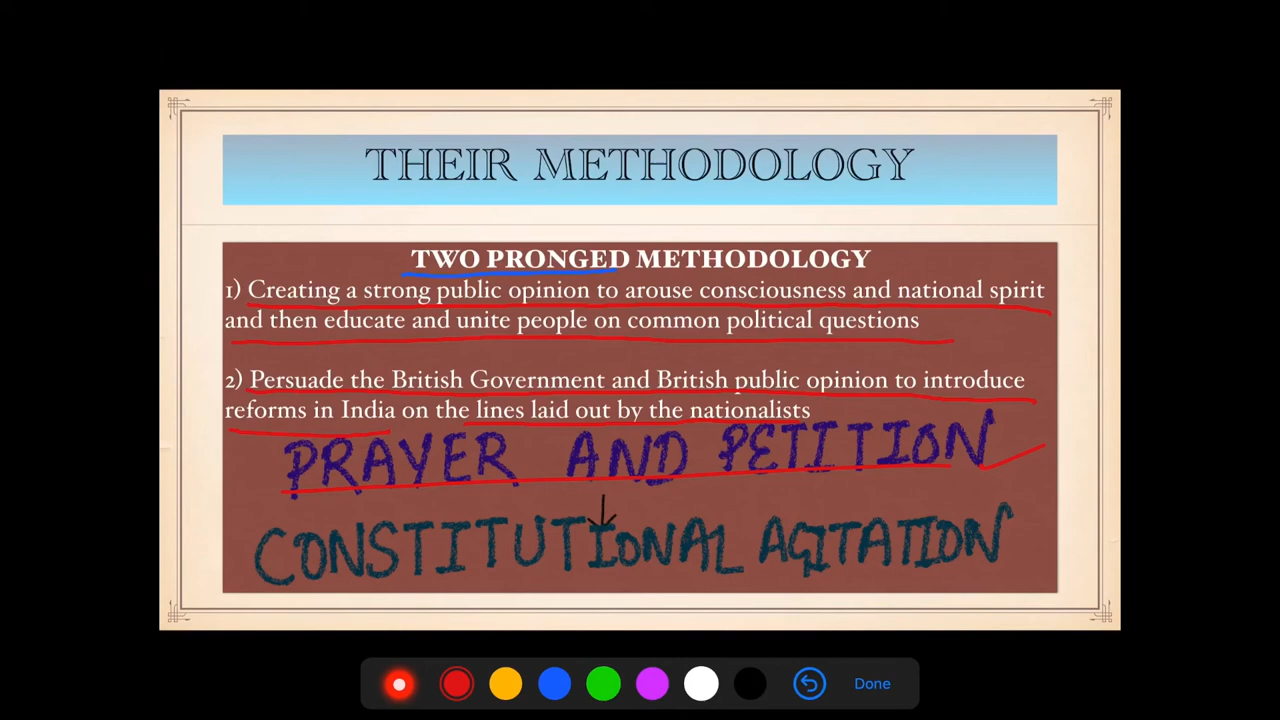 THEIR METHODOLOGY
TWO PRONGED METHODOLOGY
1) Creating a strong public opinion to arouse consciousness and national spirit
and then educate and unite people on common political questions
2) Persuade the British Government and British public opinion to introduce
reforms in India on the lines laid out by the nationalists
PRAYER AND PETITION
CONSTITUTIONAL AGITATION
Done